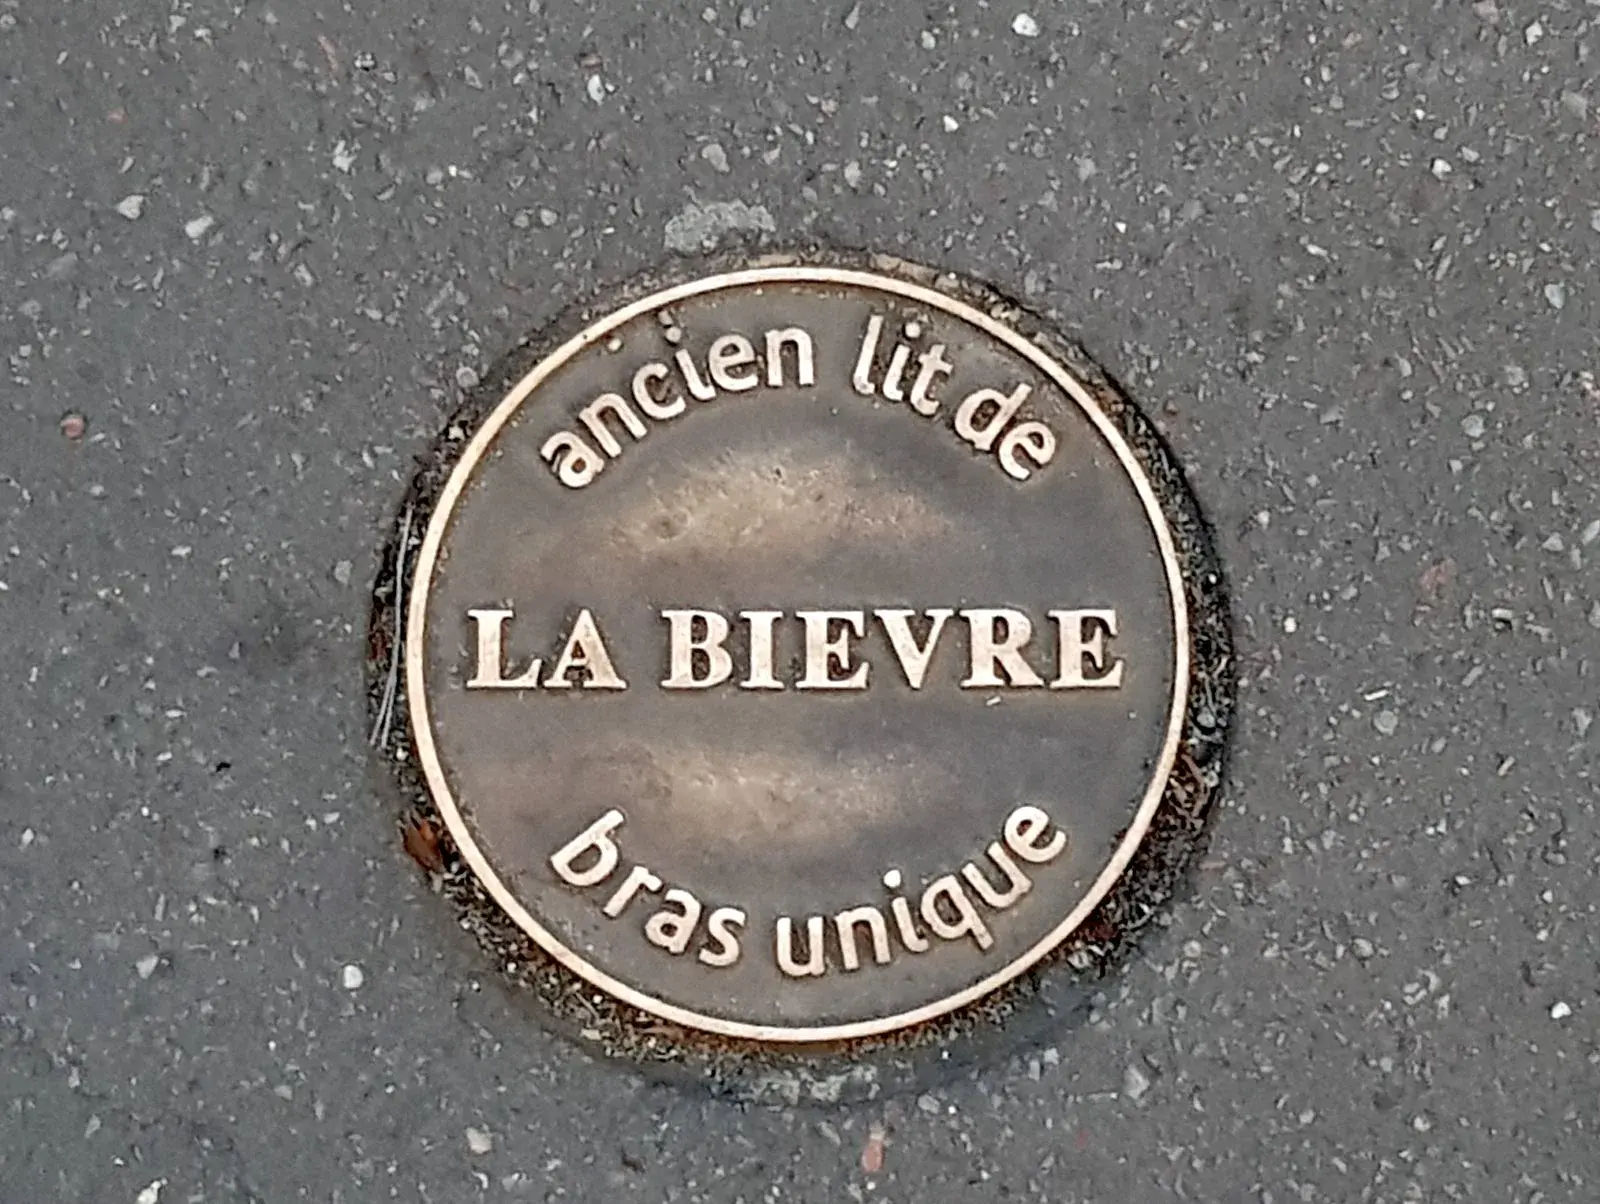 ancien lit de
LA BIEVRE
bras unique